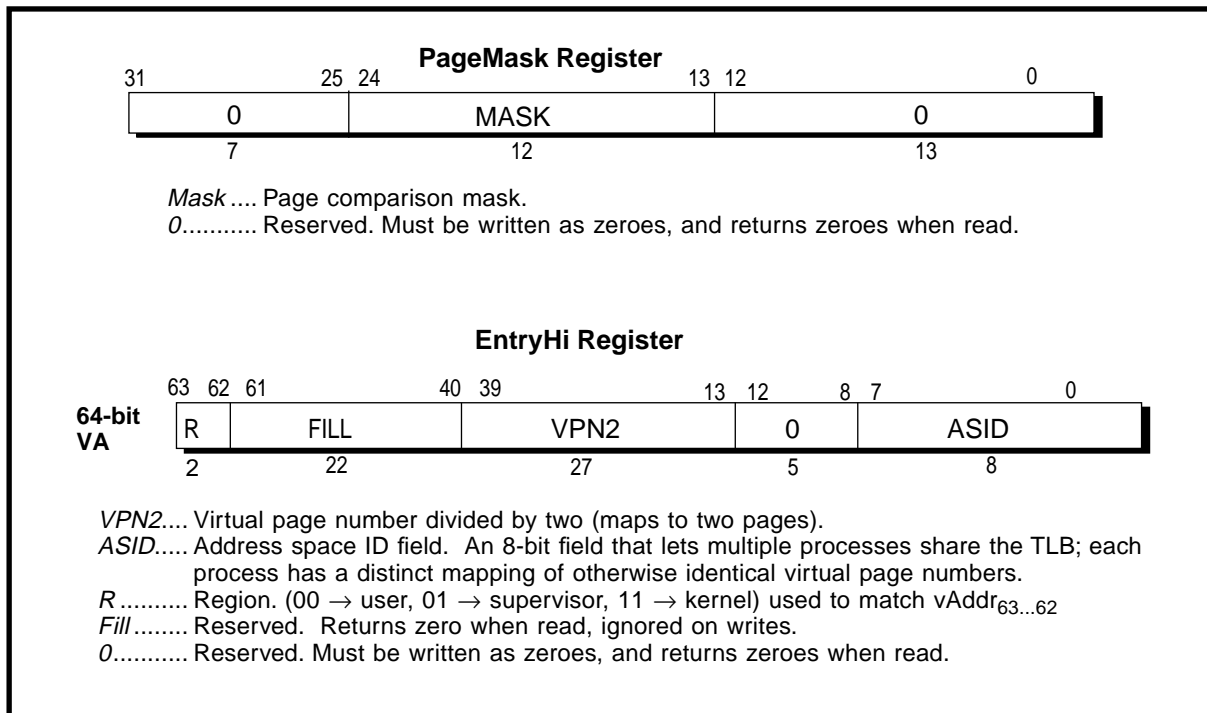 PageMask Register
31 25 24 13 12 0
0 MASK 0
7 12 13
Mask .... Page comparison mask.
0........... Reserved. Must be written as zeroes, and returns zeroes when read.
EntryHi Register
63 62 61 40 39 13 12 8 7 0
64-bit
VA
R FILL VPN2 0 ASID
2 22 27 5 8
VPN2.... Virtual page number divided by two (maps to two pages).
ASID..... Address space ID field. An 8-bit field that lets multiple processes share the TLB; each
process has a distinct mapping of otherwise identical virtual page numbers.
R .......... Region. (00 → user, 01 → supervisor, 11 → kernel) used to match vAddr63...62
Fill ........ Reserved. Returns zero when read, ignored on writes.
0........... Reserved. Must be written as zeroes, and returns zeroes when read.